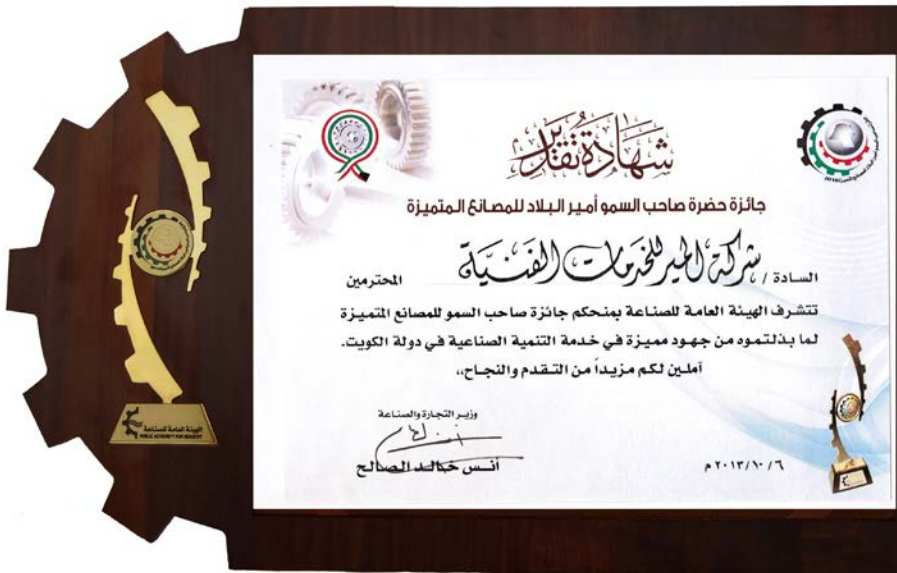 شهادة تقدير
جائزة حضرة صاحب السمو أمير البلاد للمصانع المتميزة
السادة / شركة المير للخدمات الفنية المحترمين
تتشرف الهيئة العامة للصناعة بمنحكم جائزة صاحب السمو للمصانع المتميزة
لما بذلتموه من جهود مميزة في خدمة التنمية الصناعية في دولة الكويت.
آملين لكم مزيداً من التقدم والنجاح،،
وزير التجارة والصناعة
أنس خالد الصالح
٢٠١٣/١٠/٦ م
الهيئة العامة للصناعة
PUBLIC AUTHORITY FOR INDUSTRY